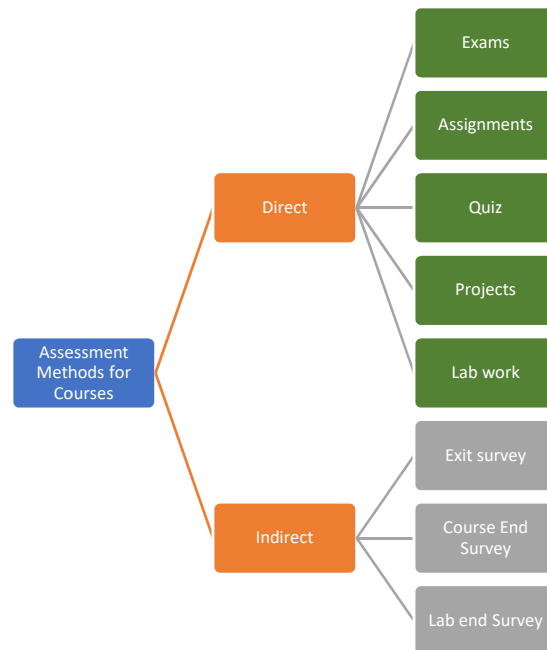 Exams
Assignments
Direct
Quiz
Projects
Assessment
Methods for
Courses
Lab work
Exit survey
Indirect
Course End
Survey
Lab end Survey